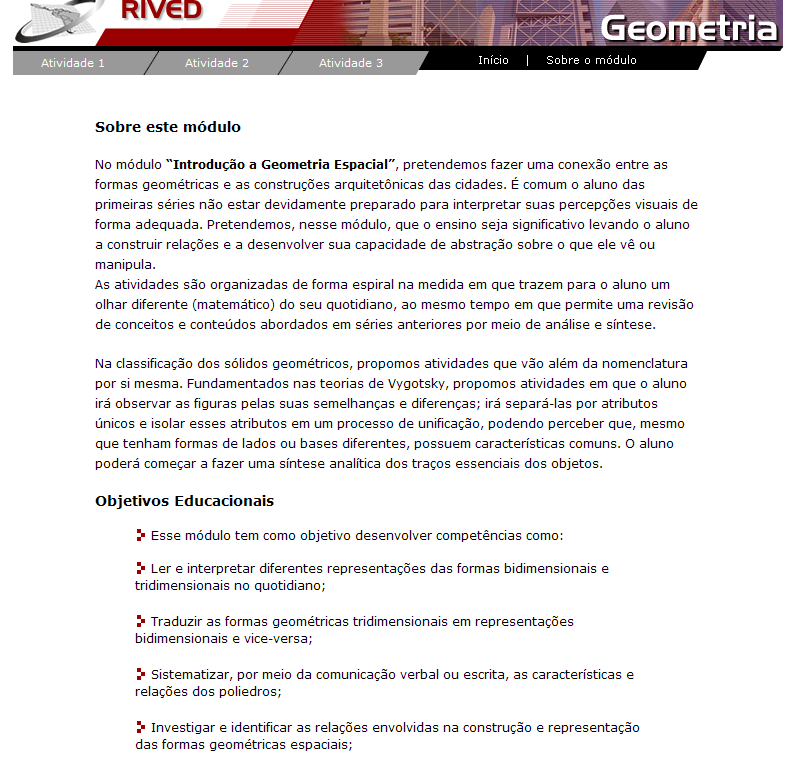 RIVED
Geometria
Atividade 1
Atividade 2
Atividade 3
Início | Sobre o módulo
Sobre este módulo
No módulo “Introdução a Geometria Espacial”, pretendemos fazer uma conexão entre as
formas geométricas e as construções arquitetônicas das cidades. É comum o aluno das
primeiras séries não estar devidamente preparado para interpretar suas percepções visuais de
forma adequada. Pretendemos, nesse módulo, que o ensino seja significativo levando o aluno
a construir relações e a desenvolver sua capacidade de abstração sobre o que ele vê ou
manipula.
As atividades são organizadas de forma espiral na medida em que trazem para o aluno um
olhar diferente (matemático) do seu quotidiano, ao mesmo tempo em que permite uma revisão
de conceitos e conteúdos abordados em séries anteriores por meio de análise e síntese.
Na classificação dos sólidos geométricos, propomos atividades que vão além da nomenclatura
por si mesma. Fundamentados nas teorias de Vygotsky, propomos atividades em que o aluno
irá observar as figuras pelas suas semelhanças e diferenças; irá separá-las por atributos
únicos e isolar esses atributos em um processo de unificação, podendo perceber que, mesmo
que tenham formas de lados ou bases diferentes, possuem características comuns. O aluno
poderá começar a fazer uma síntese analítica dos traços essenciais dos objetos.
Objetivos Educacionais
Esse módulo tem como objetivo desenvolver competências como:
Ler e interpretar diferentes representações das formas bidimensionais e
tridimensionais no quotidiano;
Traduzir as formas geométricas tridimensionais em representações
bidimensionais e vice-versa;
Sistematizar, por meio da comunicação verbal ou escrita, as características e
relações dos poliedros;
Investigar e identificar as relações envolvidas na construção e representação
das formas geométricas espaciais;